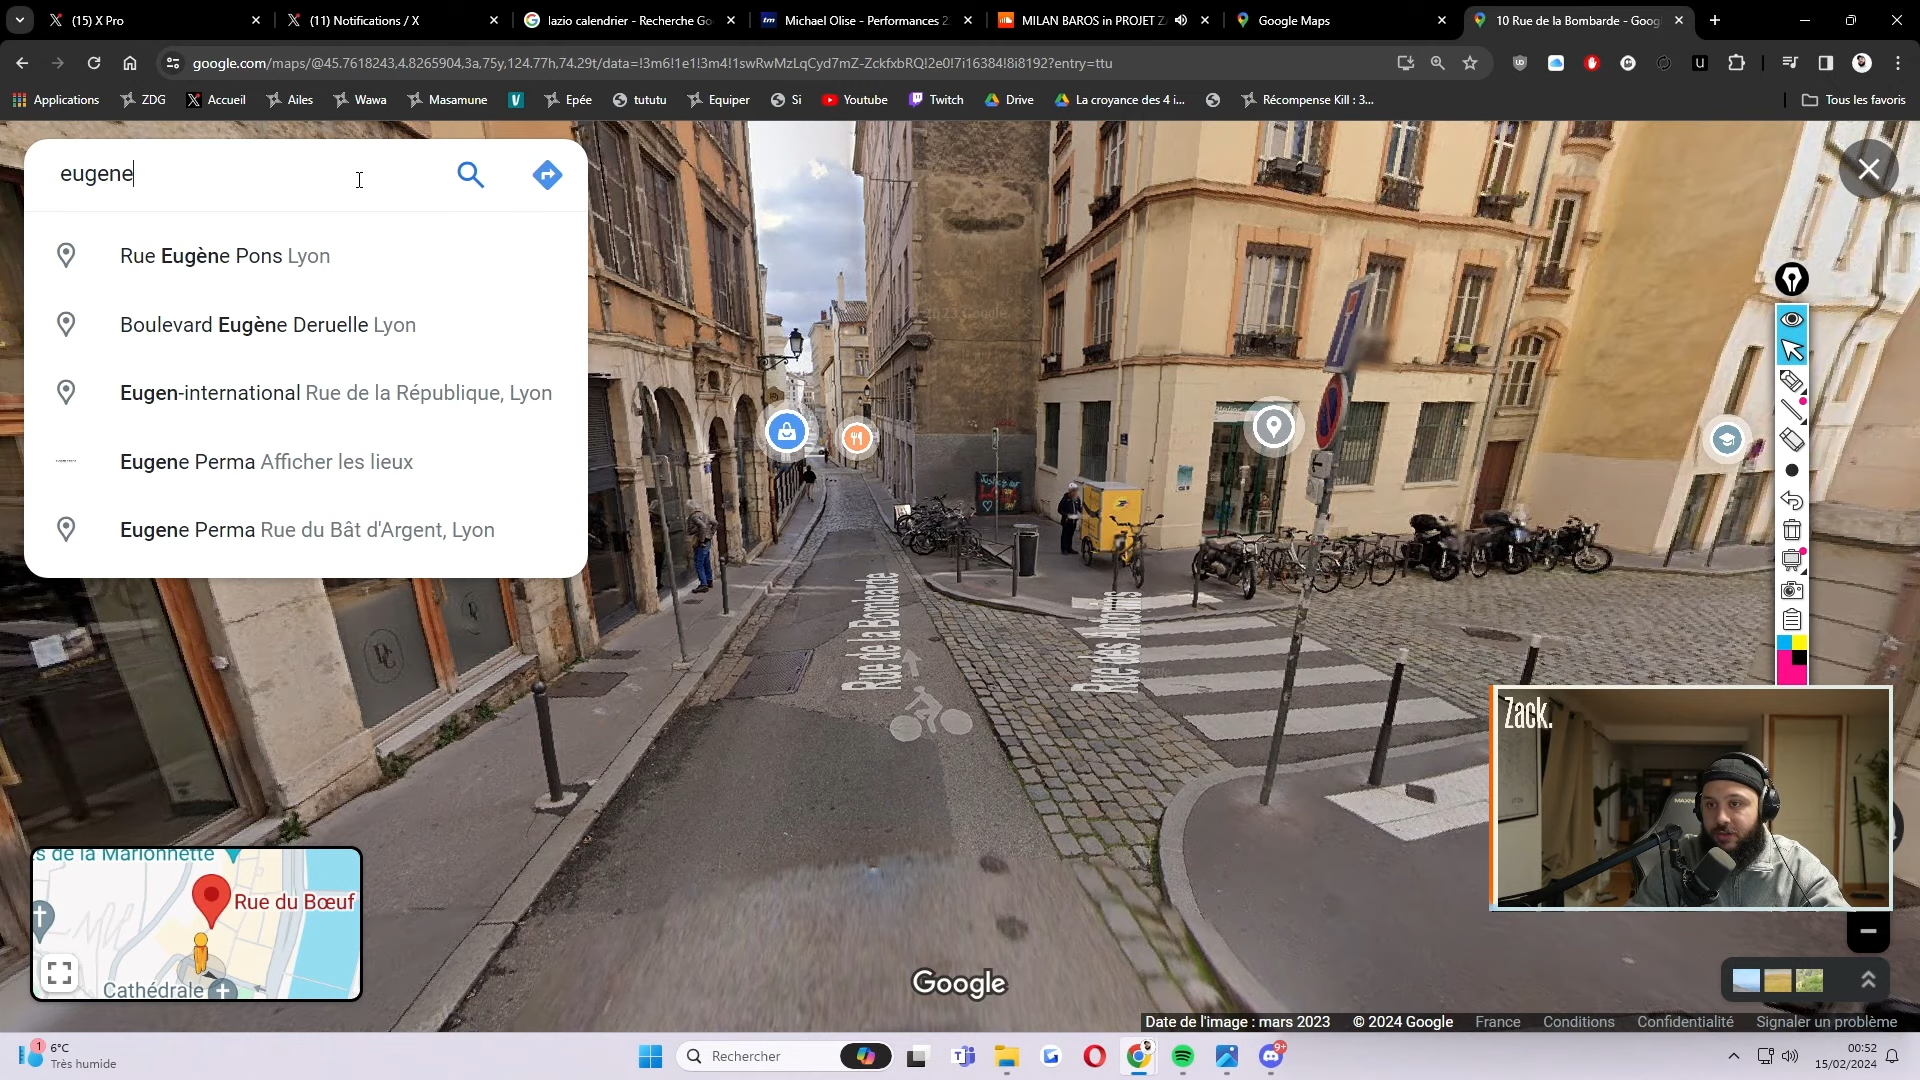 (15) X Pro
(11) Notifications / X
lazio calendrier - Recherche Go
Michael Olise - Performances 2
MILAN BAROS in PROJET Z
Google Maps
10 Rue de la Bombarde - Goog
google.com/maps/@45.7618243,4.8265904,3a,75y,124.77h,74.29t/data=!3m6!1e1!3m4!1swRwMzLqCyd7mZ-ZckfxbRQ!2e0!7i16384!8i8192?entry=ttu
Applications
ZDG
Accueil
Ailes
Wawa
Masamune
Epée
tututu
Equiper
Si
Youtube
Twitch
Drive
La croyance des 4 i...
Récompense Kill : 3...
Tous les favoris
eugene
Rue Eugène Pons Lyon
Boulevard Eugène Deruelle Lyon
Eugen-international Rue de la République, Lyon
Eugene Perma Afficher les lieux
Eugene Perma Rue du Bât d'Argent, Lyon
2023 Google
Rue de la Bombarde
Rue des Antonins
Zack.
s de la Marionnette
Rue du Bœuf
Cathédrale
Google
Date de l'image : mars 2023
© 2024 Google
France
Conditions
Confidentialité
Signaler un problème
1
6°C
Très humide
Rechercher
9+
00:52
15/02/2024